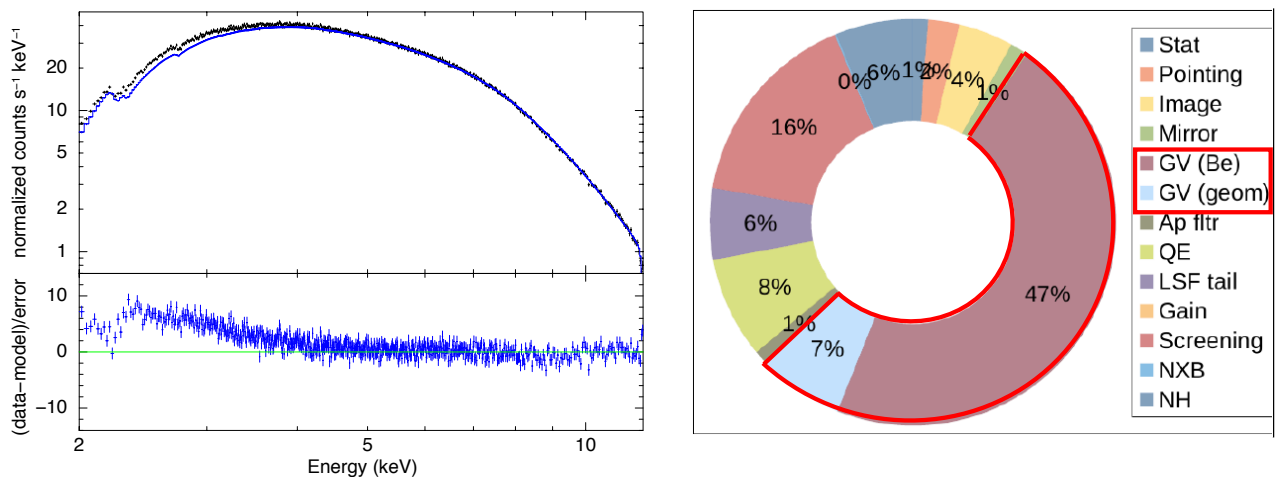 normalized counts s⁻¹ keV⁻¹
20
10
5
2
1
(data−model)/error
10
0
−10
2
5
10
Energy (keV)
0%
6%
1%
2%
4%
1%
16%
6%
8%
1%
7%
47%
Stat
Pointing
Image
Mirror
GV (Be)
GV (geom)
Ap fltr
QE
LSF tail
Gain
Screening
NXB
NH